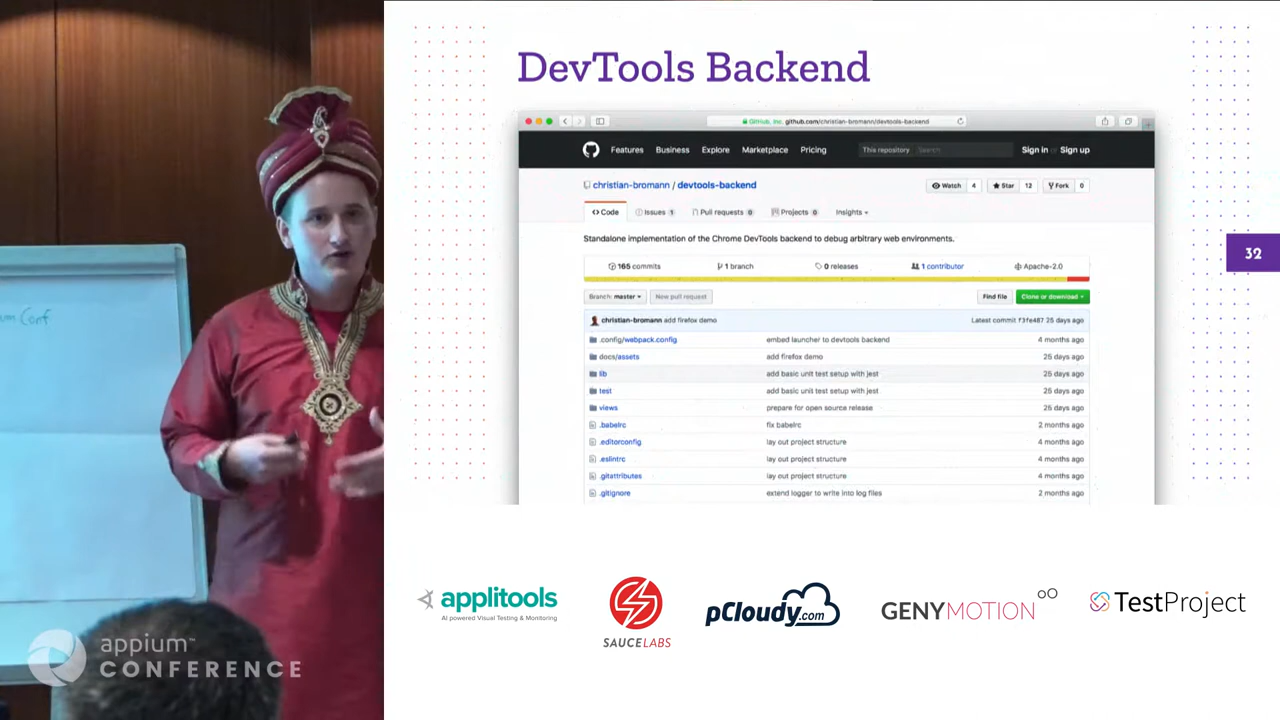 DevTools Backend
GitHub, Inc. github.com/christian-bromann/devtools-backend
Features Business Explore Marketplace Pricing This repository Search Sign in or Sign up
christian-bromann / devtools-backend
Watch 4 Star 12 Fork 0
<> Code Issues 1 Pull requests 0 Projects 0 Insights
Standalone implementation of the Chrome DevTools backend to debug arbitrary web environments.
165 commits 1 branch 0 releases 1 contributor Apache-2.0
Branch: master New pull request Find file Clone or download
christian-bromann add firefox demo Latest commit f3fe487 25 days ago
.config/webpack.config embed launcher to devtools backend 4 months ago
docs/assets add firefox demo 25 days ago
lib add basic unit test setup with jest 25 days ago
test add basic unit test setup with jest 25 days ago
views prepare for open source release 25 days ago
.babelrc fix babelrc 2 months ago
.editorconfig lay out project structure 4 months ago
.eslintrc lay out project structure 4 months ago
.gitattributes lay out project structure 4 months ago
.gitignore extend logger to write into log files 2 months ago
32
Conf
applitools
AI powered Visual Testing & Monitoring
SAUCELABS
pCloudy.com
GENYMOTION
TestProject
appium™
CONFERENCE